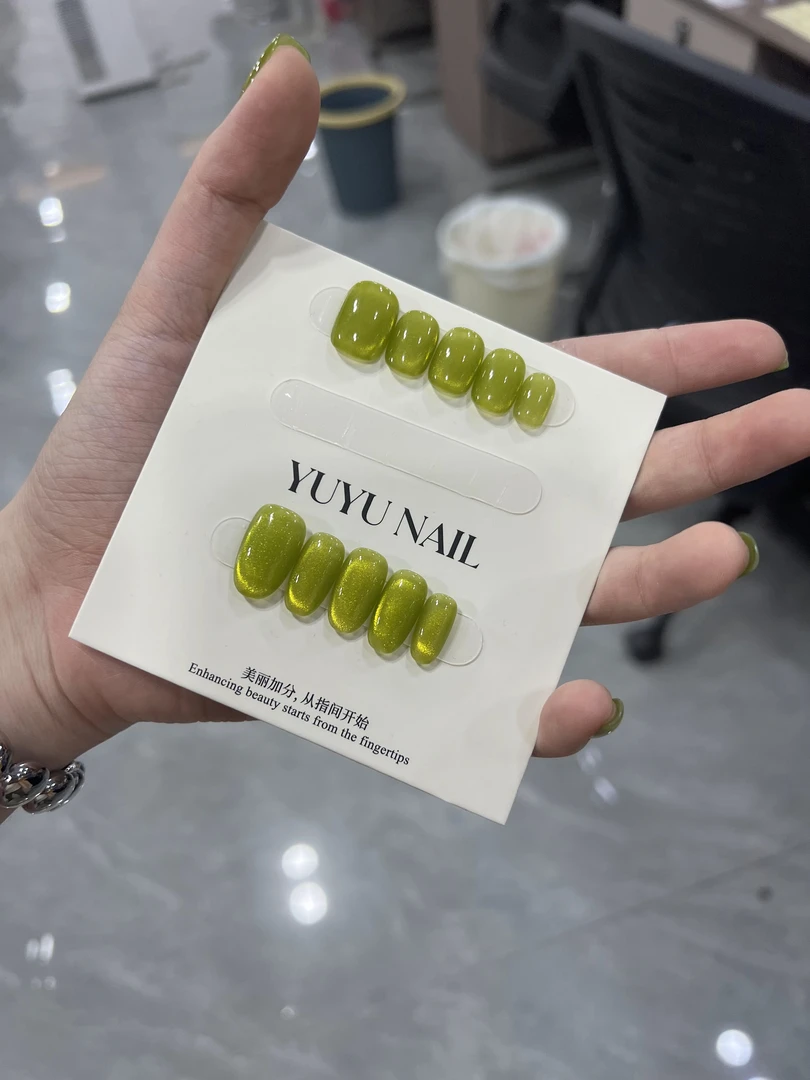 YUYU NAIL
美丽加分, 从指间开始
Enhancing beauty starts from the fingertips